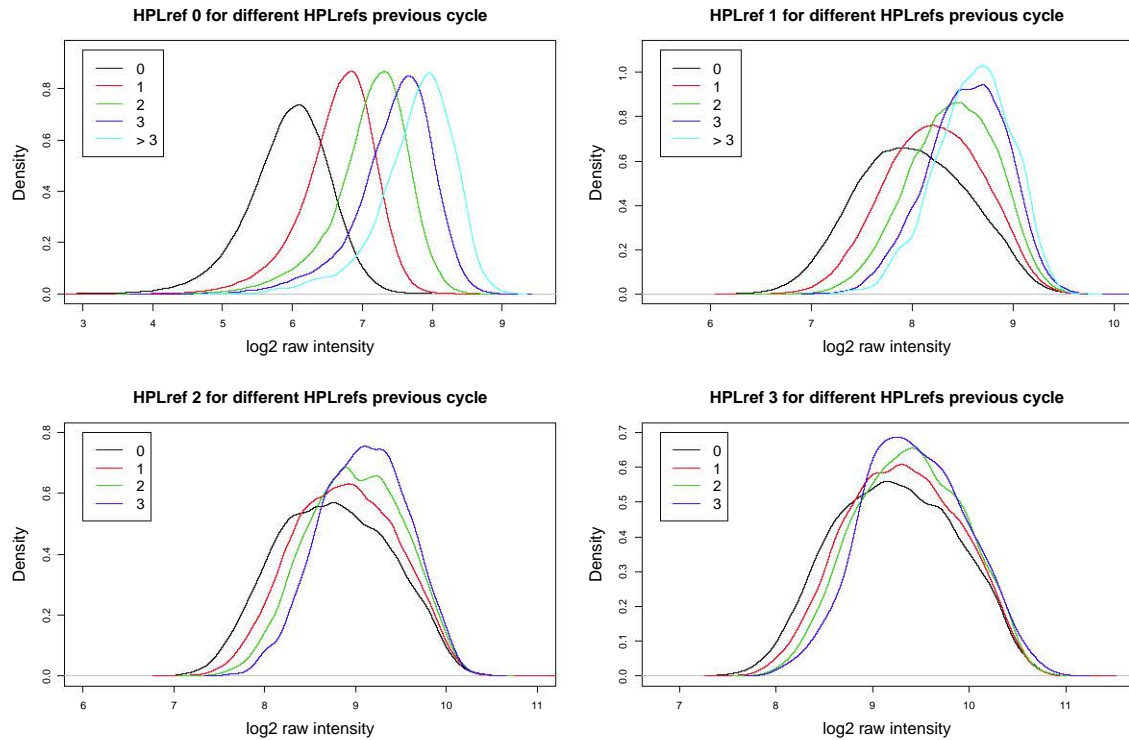 HPLref 0 for different HPLrefs previous cycle
Density
0.0 0.2 0.4 0.6 0.8
0
1
2
3
> 3
3 4 5 6 7 8 9
log2 raw intensity
HPLref 1 for different HPLrefs previous cycle
Density
0.0 0.2 0.4 0.6 0.8 1.0
0
1
2
3
> 3
6 7 8 9 10
log2 raw intensity
HPLref 2 for different HPLrefs previous cycle
Density
0.0 0.2 0.4 0.6 0.8
0
1
2
3
6 7 8 9 10 11
log2 raw intensity
HPLref 3 for different HPLrefs previous cycle
Density
0.0 0.1 0.2 0.3 0.4 0.5 0.6 0.7
0
1
2
3
7 8 9 10 11
log2 raw intensity